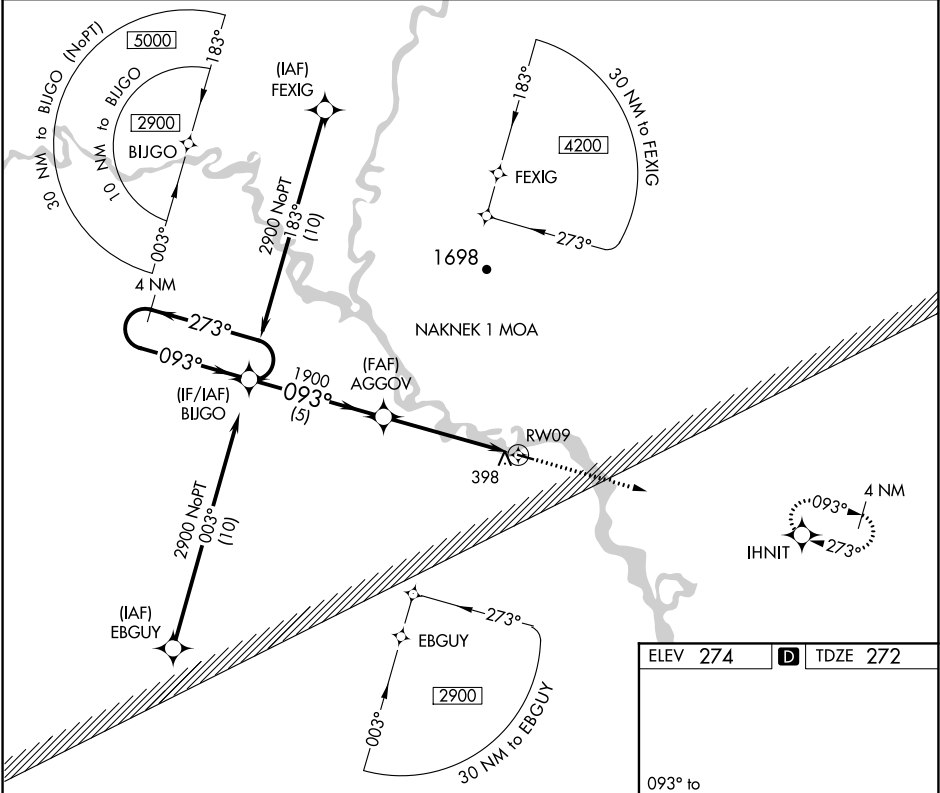 30 NM to BIJGO (NoPT)
5000
183°
10 NM to BIJGO
2900
BIJGO
003°
4 NM
(IAF)
FEXIG
2900 NoPT
183°
(10)
183°
30 NM to FEXIG
4200
FEXIG
273°
1698
NAKNEK 1 MOA
273°
093°
(IF/IAF)
BIJGO
1900
093°
(5)
(FAF)
AGGOV
RW09
398
2900 NoPT
003°
(10)
(IAF)
EBGUY
093°
4 NM
273°
IHNIT
273°
EBGUY
2900
003°
30 NM to EBGUY
ELEV 274 D TDZE 272
093° to